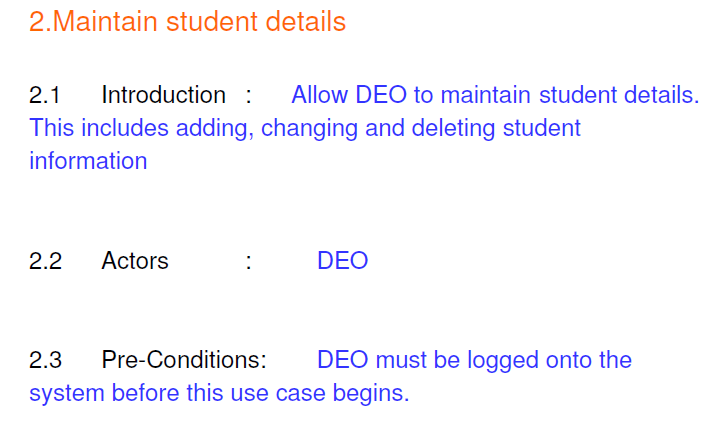 2.Maintain student details
2.1 Introduction : Allow DEO to maintain student details.
This includes adding, changing and deleting student
information
2.2 Actors : DEO
2.3 Pre-Conditions: DEO must be logged onto the
system before this use case begins.